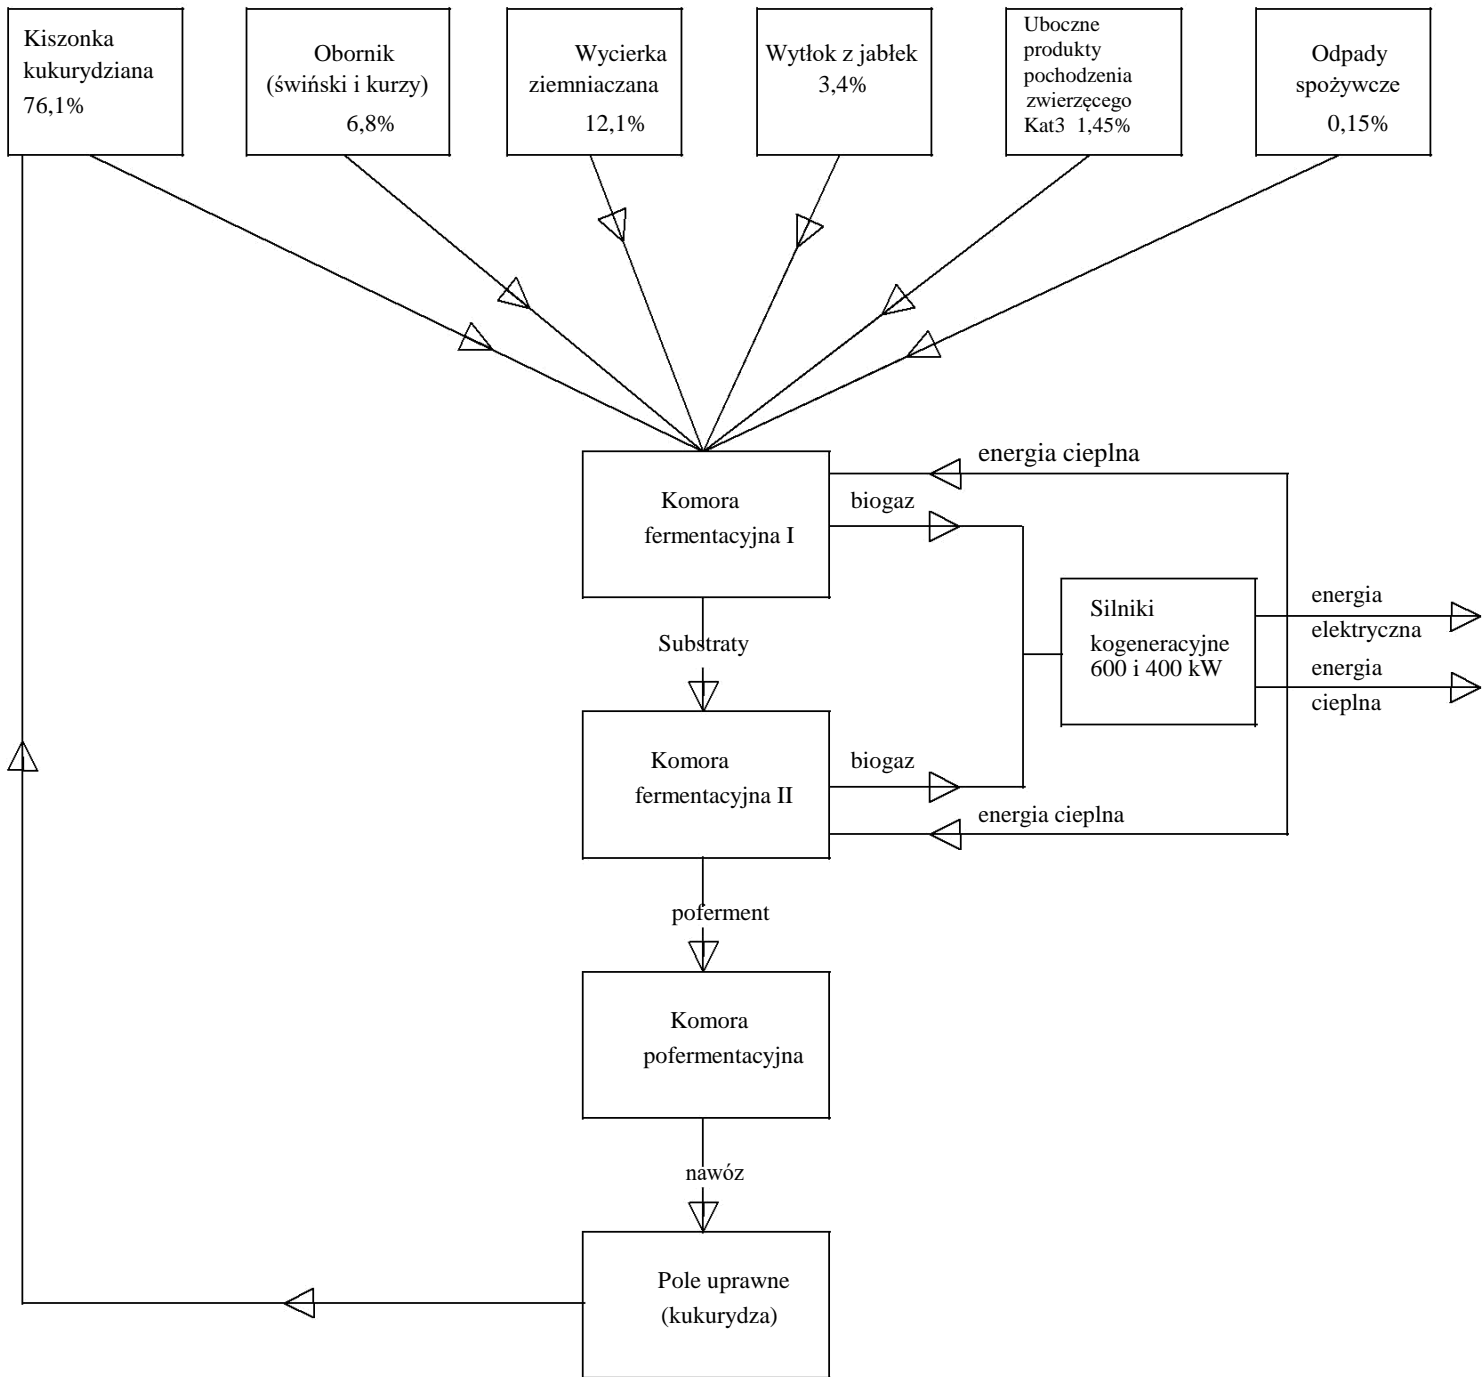 Kiszonka
kukurydziana
76,1%
Obornik
(świński i kurzy)
6,8%
Wycierka
ziemniaczana
12,1%
Wytłok z jabłek
3,4%
Uboczne
produkty
pochodzenia
zwierzęcego
Kat3 1,45%
Odpady
spożywcze
0,15%
energia cieplna
Komora
fermentacyjna I
biogaz
Silniki
kogeneracyjne
600 i 400 kW
energia
elektryczna
energia
cieplna
Substraty
Komora
fermentacyjna II
biogaz
energia cieplna
poferment
Komora
pofermentacyjna
nawóz
Pole uprawne
(kukurydza)